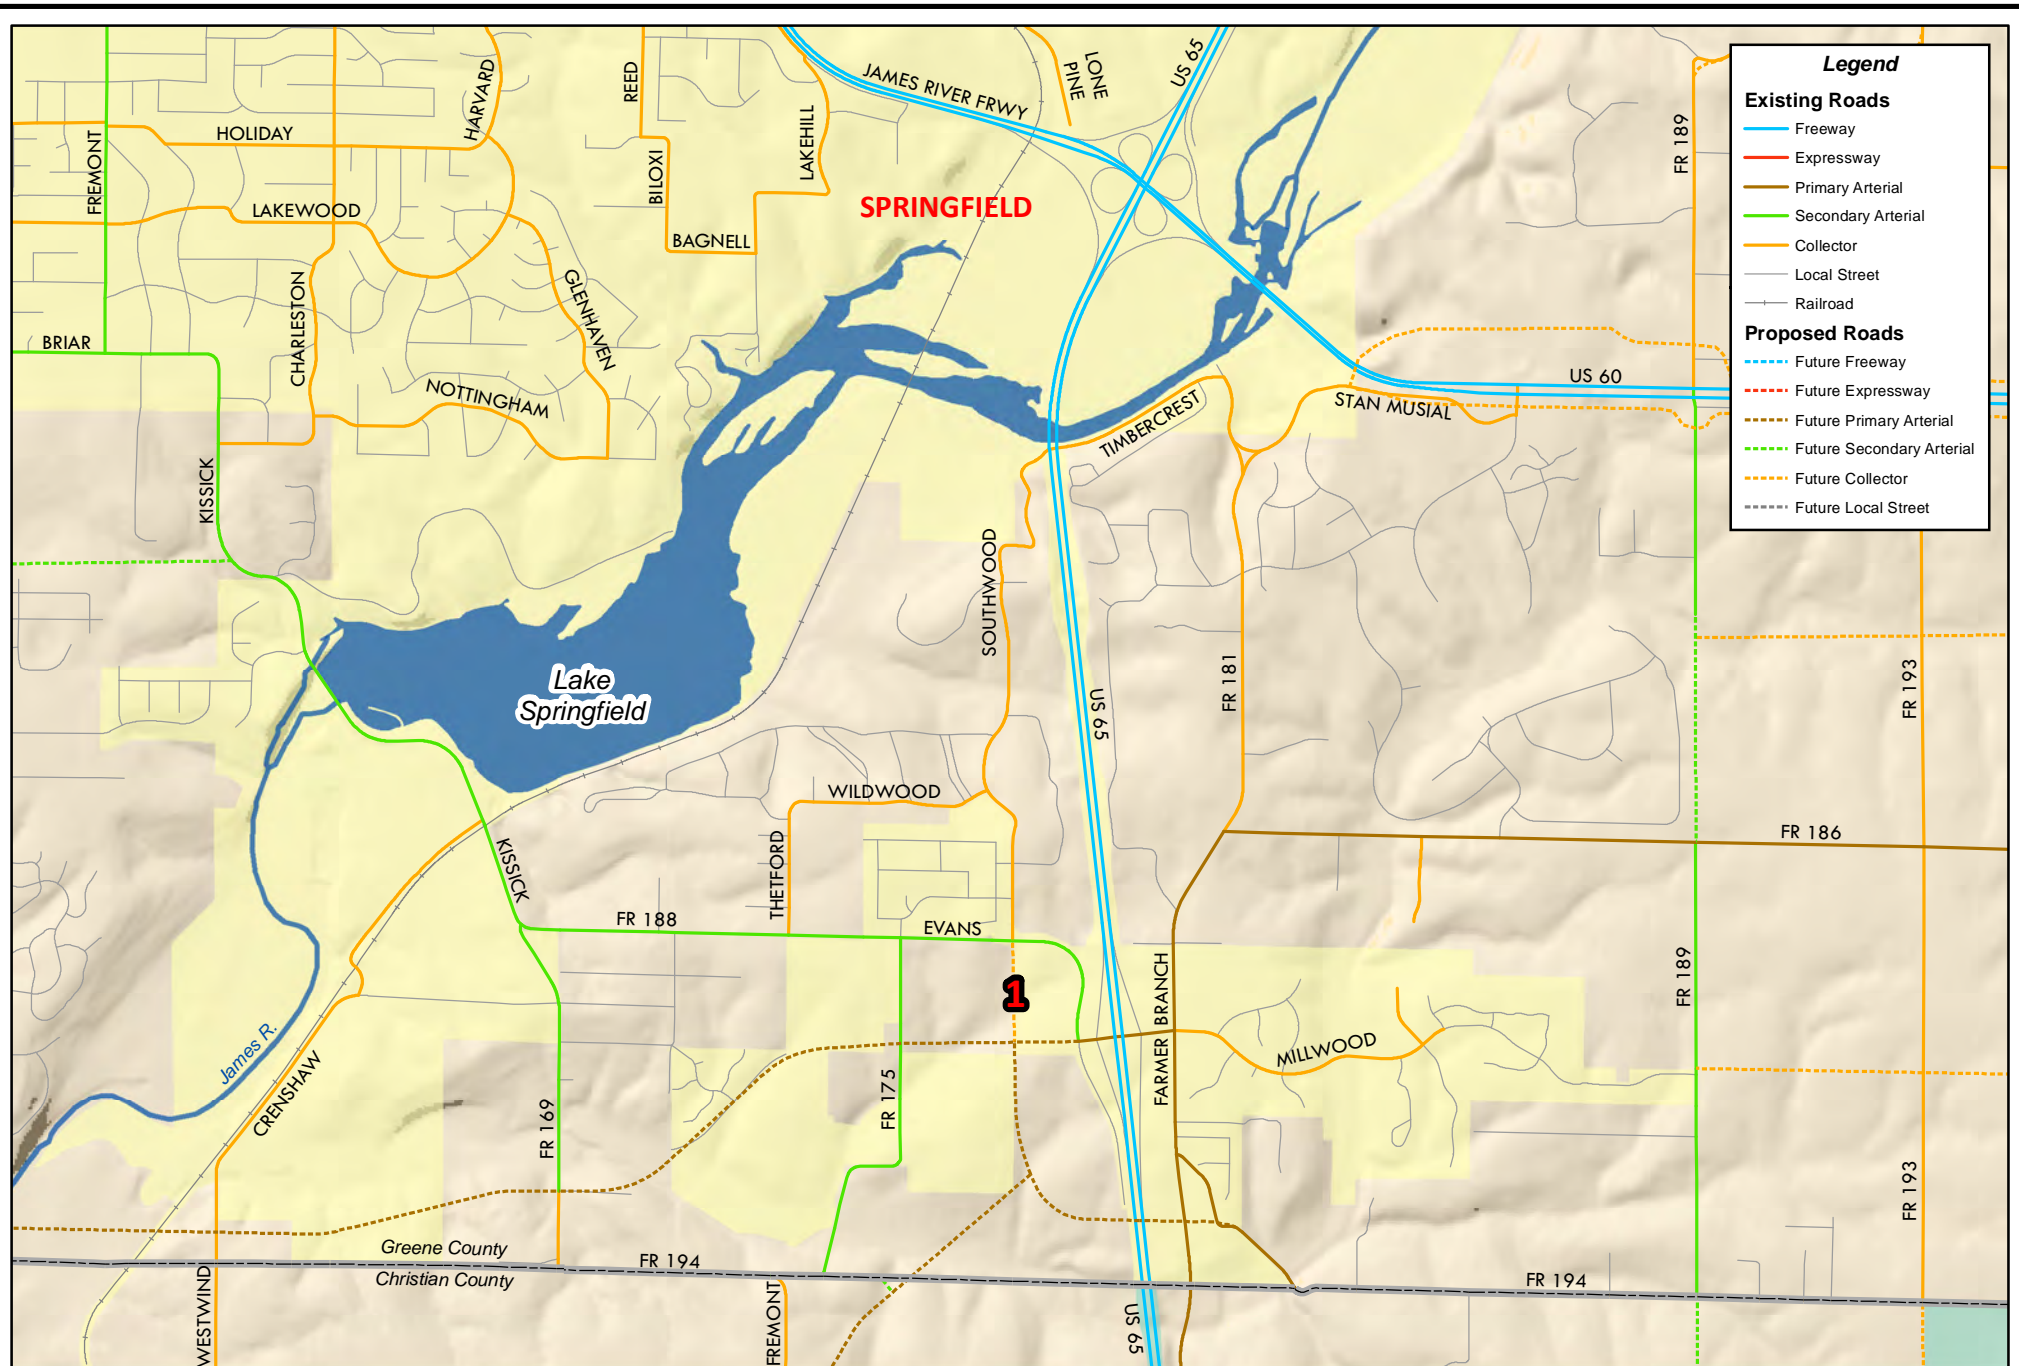 JAMES RIVER FRWY
LONE
PINE
US 65
HARVARD
REED
LAKEHILL
HOLIDAY
FREMONT
BILOXI
LAKEWOOD
SPRINGFIELD
BAGNELL
FR 189
CHARLESTON
GLENHAVEN
BRIAR
NOTTINGHAM
TIMBERCREST
STAN MUSIAL
US 60
KISSICK
SOUTHWOOD
Lake
Springfield
FR 181
US 65
FR 193
WILDWOOD
THETFORD
KISSICK
FR 186
FR 188
EVANS
1
FARMER BRANCH
FR 189
MILLWOOD
James R.
CRENSHAW
FR 169
FR 175
FR 193
Greene County
Christian County
FR 194
FR 194
WESTWIND
FREMONT
US 65
Legend
Existing Roads
Freeway
Expressway
Primary Arterial
Secondary Arterial
Collector
Local Street
Railroad
Proposed Roads
Future Freeway
Future Expressway
Future Primary Arterial
Future Secondary Arterial
Future Collector
Future Local Street